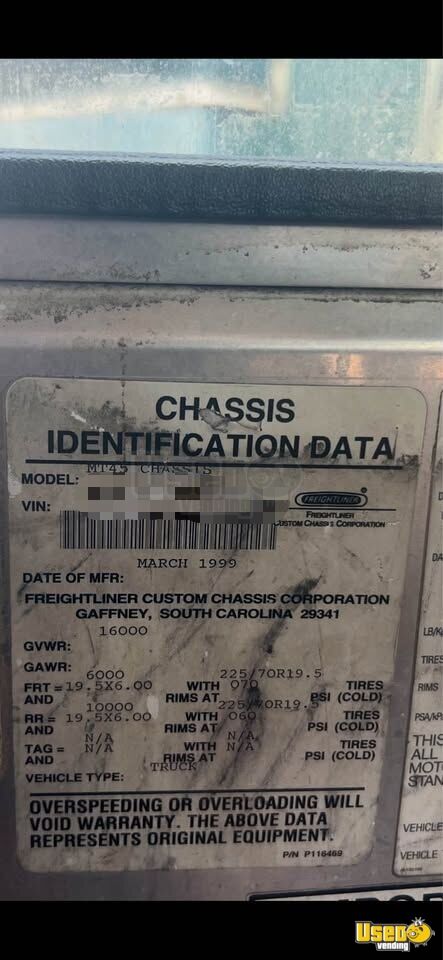 CHASSIS
IDENTIFICATION DATA
MODEL: MT45 CHASSIS
VIN:
FREIGHTLINER
FREIGHTLINER
CUSTOM CHASSIS CORPORATION
MARCH 1999
DATE OF MFR:
FREIGHTLINER CUSTOM CHASSIS CORPORATION
GAFFNEY, SOUTH CAROLINA 29341
16000
GVWR:
GAWR: 6000 225/70R19.5
FRT = 19.5X6.00 WITH 070 TIRES
AND RIMS AT PSI (COLD)
10000 225/70R19.5
RR = 19.5X6.00 WITH 060 TIRES
AND RIMS AT PSI (COLD)
N/A N/A
TAG = N/A WITH N/A TIRES
AND RIMS AT PSI (COLD)
TRUCK
VEHICLE TYPE:
OVERSPEEDING OR OVERLOADING WILL
VOID WARRANTY. THE ABOVE DATA
REPRESENTS ORIGINAL EQUIPMENT.
P/N P116469
DA
LB/K
TIRES
RIMS
PSI/KP
THIS
ALL
MOT
STAN
VEHICLE
VEHICLE
Used
vending